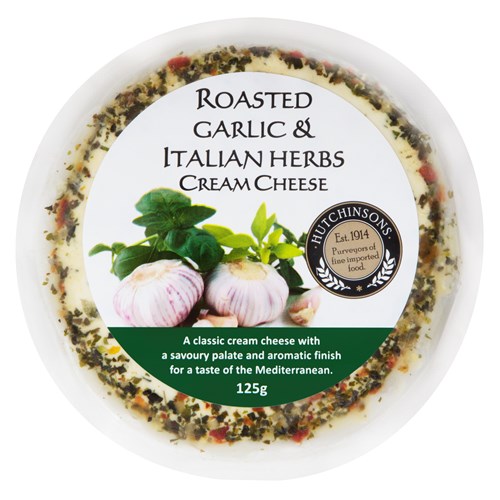 ROASTED
GARLIC &
ITALIAN HERBS
CREAM CHEESE
HUTCHINSONS
Est. 1914
Purveyors of
fine imported
food.
A classic cream cheese with
a savoury palate and aromatic finish
for a taste of the Mediterranean.
125g